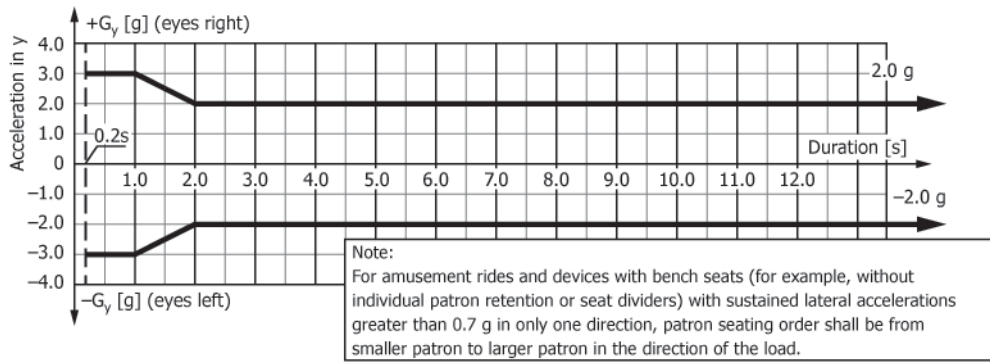 +Gy [g] (eyes right)
Acceleration in y
4.0
3.0
2.0 g
2.0
1.0
0.2s
Duration [s]
0
1.0 2.0 3.0 4.0 5.0 6.0 7.0 8.0 9.0 10.0 11.0 12.0
−1.0
−2.0 g
−2.0
−3.0
−4.0
−Gy [g] (eyes left)
Note:
For amusement rides and devices with bench seats (for example, without
individual patron retention or seat dividers) with sustained lateral accelerations
greater than 0.7 g in only one direction, patron seating order shall be from
smaller patron to larger patron in the direction of the load.